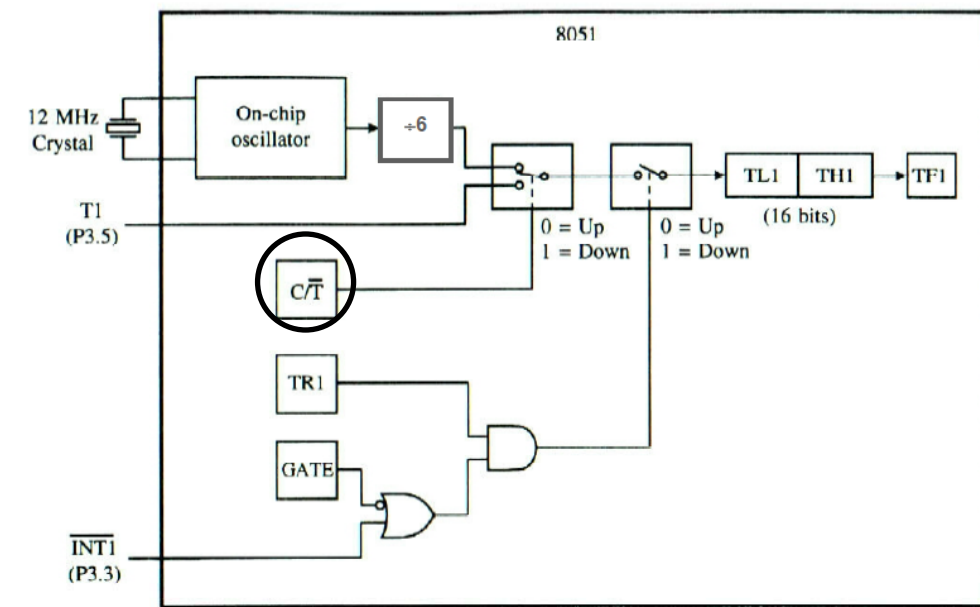 8051
12 MHz
Crystal
On-chip
oscillator
÷6
T1
(P3.5)
TL1
TH1
TF1
(16 bits)
0 = Up
1 = Down
0 = Up
1 = Down
C/T̅
TR1
GATE
I̅N̅T̅1̅
(P3.3)